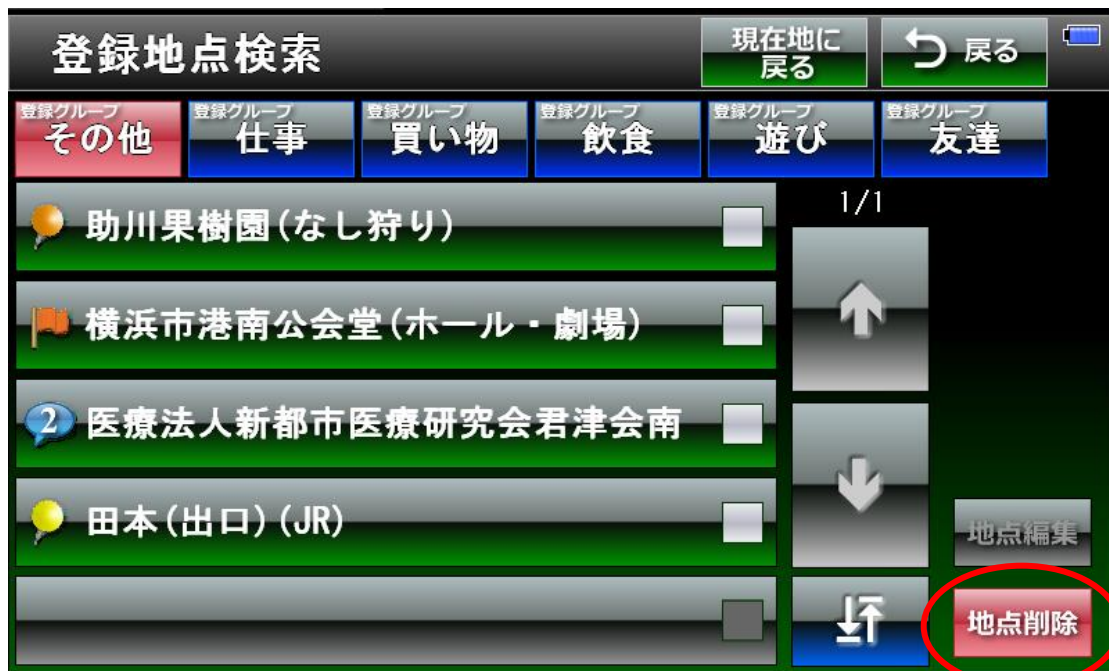 登録地点検索
現在地に
戻る
戻る
登録グループ
その他
登録グループ
仕事
登録グループ
買い物
登録グループ
飲食
登録グループ
遊び
登録グループ
友達
1/1
助川果樹園(なし狩り)
横浜市港南公会堂(ホール・劇場)
2 医療法人新都市医療研究会君津会南
田本(出口)(JR)
地点編集
地点削除